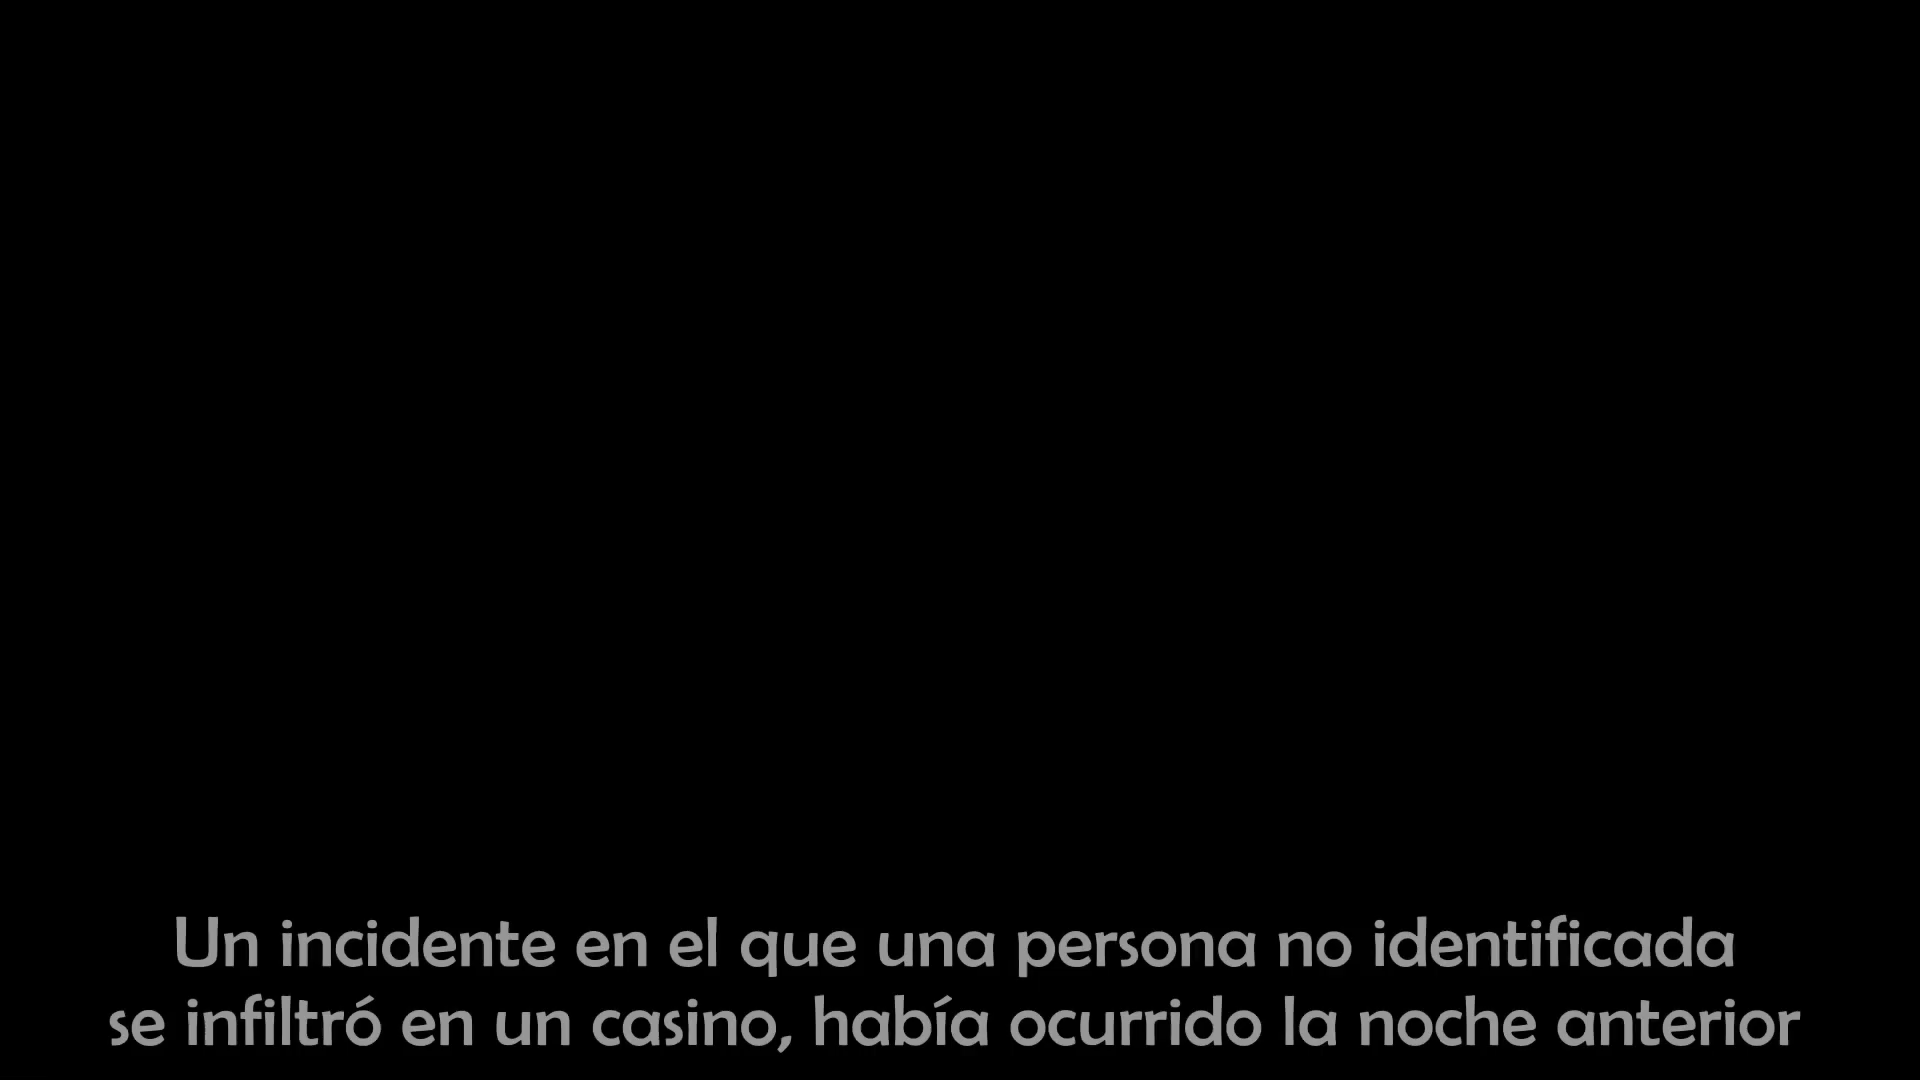 Un incidente en el que una persona no identificada
se infiltró en un casino, había ocurrido la noche anterior